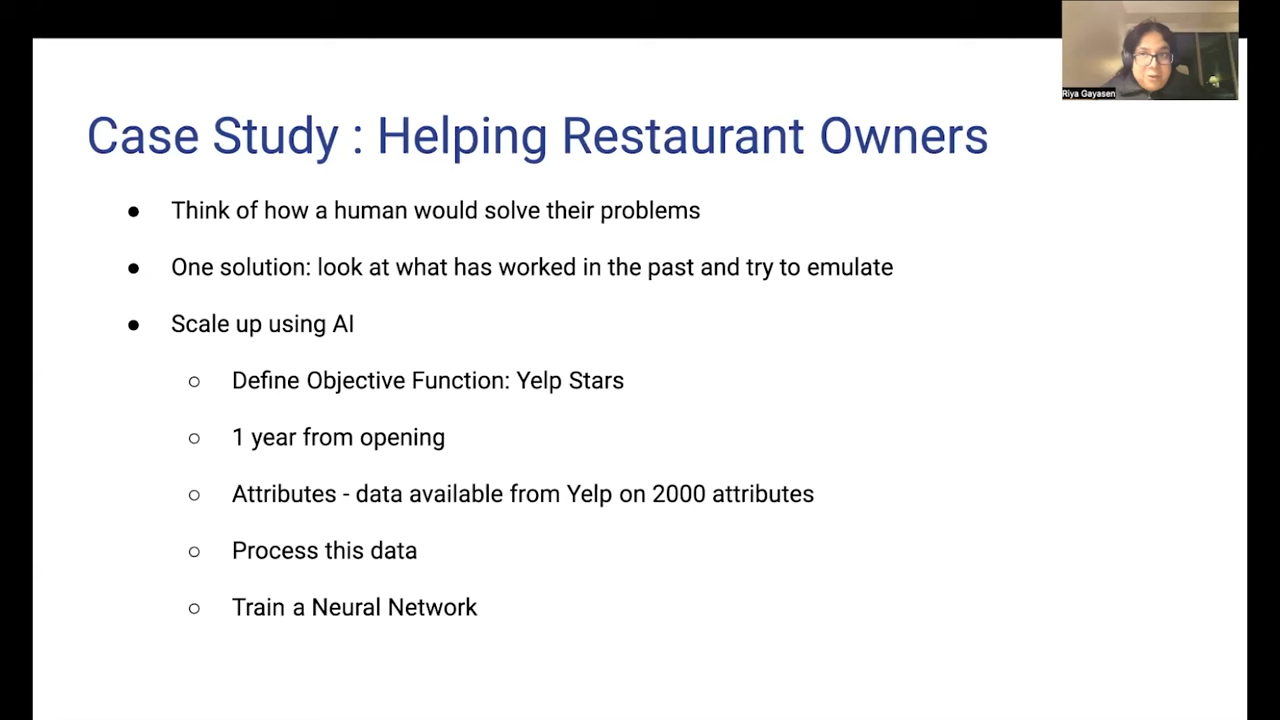 Riya Gayasen
Case Study : Helping Restaurant Owners
● Think of how a human would solve their problems
● One solution: look at what has worked in the past and try to emulate
● Scale up using AI
○ Define Objective Function: Yelp Stars
○ 1 year from opening
○ Attributes - data available from Yelp on 2000 attributes
○ Process this data
○ Train a Neural Network